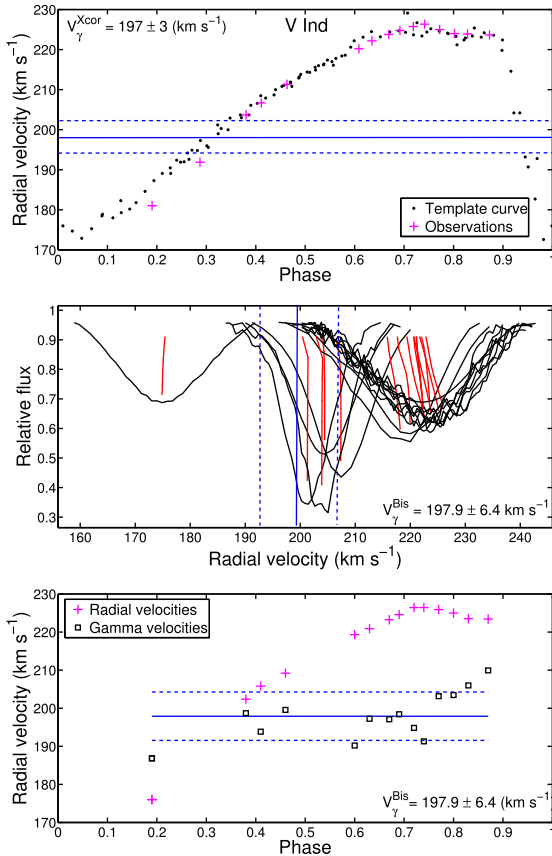 V_γ^Xcor = 197 ± 3 (km s⁻¹)
V Ind
230
220
210
200
190
180
170
Radial velocity (km s⁻¹)
Template curve
Observations
0 0.1 0.2 0.3 0.4 0.5 0.6 0.7 0.8 0.9 1
Phase
1
0.9
0.8
0.7
0.6
0.5
0.4
0.3
Relative flux
V_γ^Bis = 197.9 ± 6.4 km s⁻¹
160 170 180 190 200 210 220 230 240
Radial velocity (km s⁻¹)
Radial velocities
Gamma velocities
230
220
210
200
190
180
170
Radial velocity (km s⁻¹)
V_γ^Bis = 197.9 ± 6.4 (km s⁻¹)
0 0.1 0.2 0.3 0.4 0.5 0.6 0.7 0.8 0.9 1
Phase